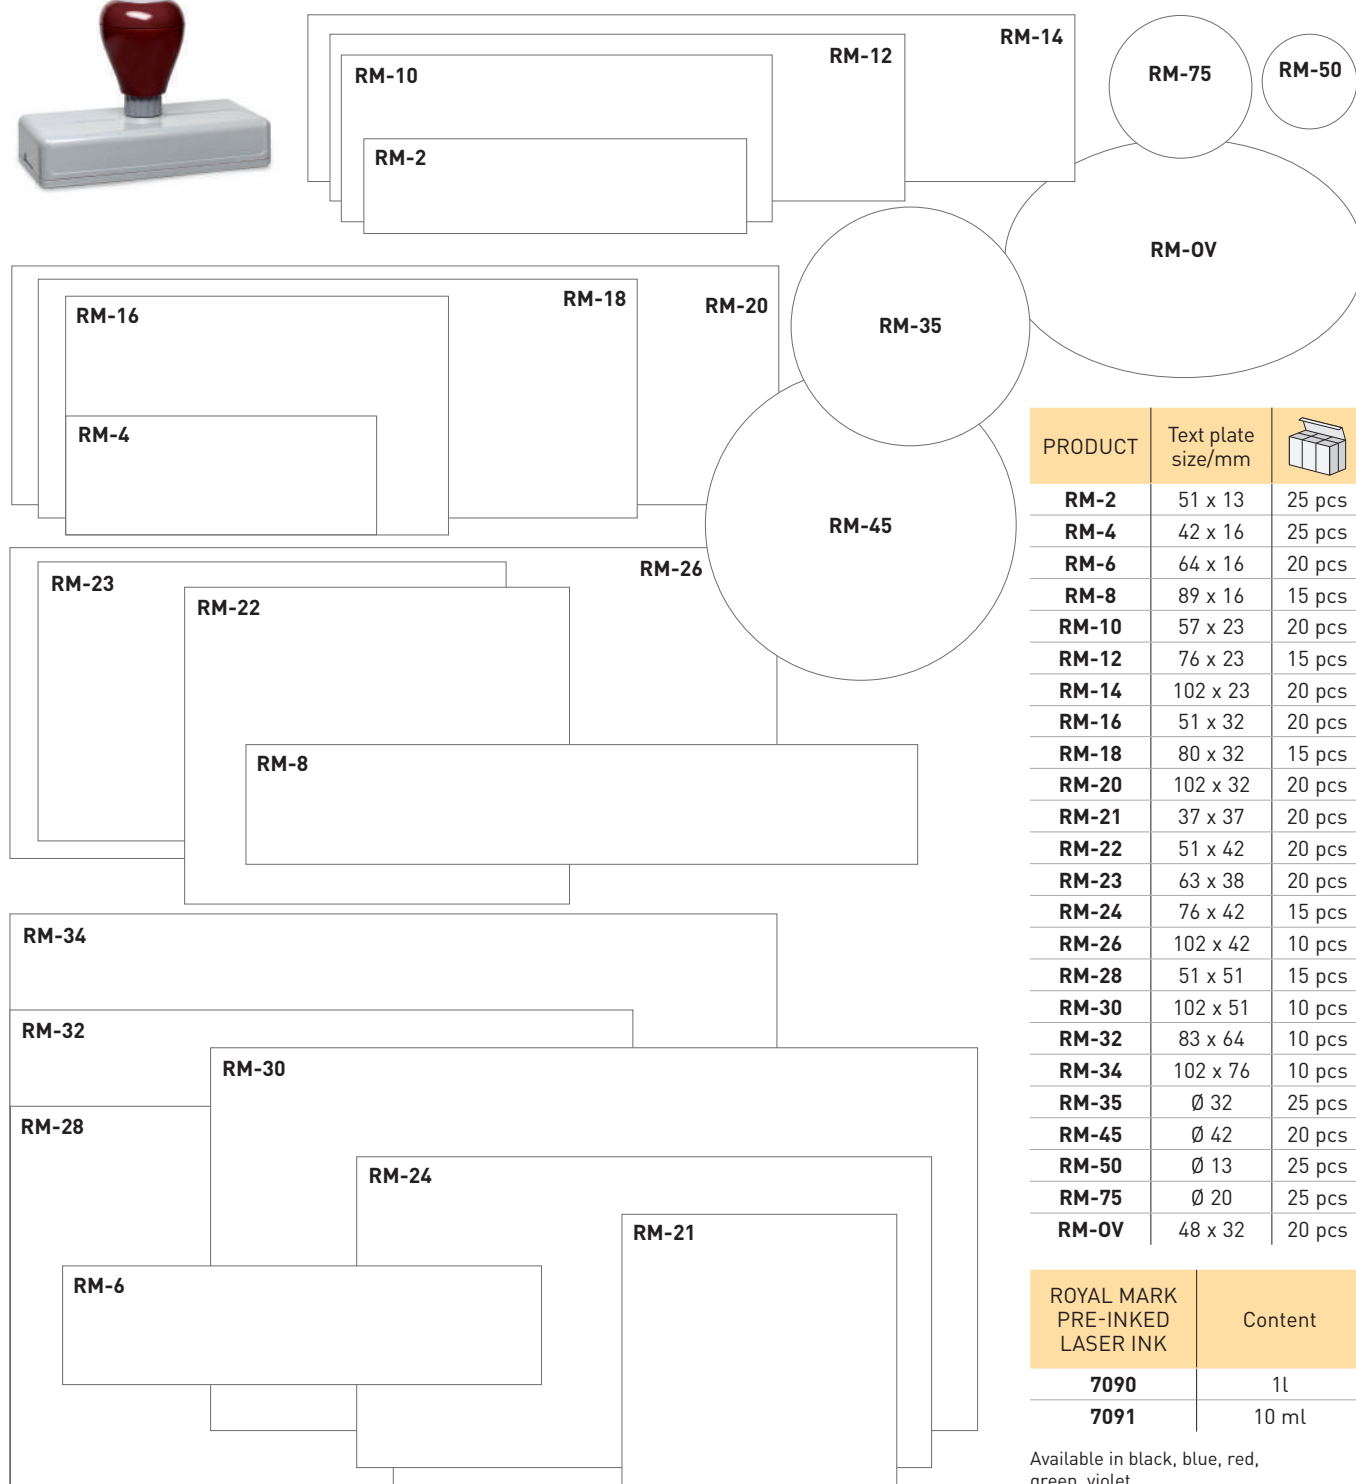 RM-14
RM-12
RM-10
RM-2
RM-75
RM-50
RM-OV
RM-35
RM-45
RM-20
RM-18
RM-16
RM-4
RM-26
RM-23
RM-22
RM-8
RM-34
RM-32
RM-30
RM-28
RM-24
RM-21
RM-6
PRODUCT Text plate
size/mm
RM-2 51 x 13 25 pcs
RM-4 42 x 16 25 pcs
RM-6 64 x 16 20 pcs
RM-8 89 x 16 15 pcs
RM-10 57 x 23 20 pcs
RM-12 76 x 23 15 pcs
RM-14 102 x 23 20 pcs
RM-16 51 x 32 20 pcs
RM-18 80 x 32 15 pcs
RM-20 102 x 32 20 pcs
RM-21 37 x 37 20 pcs
RM-22 51 x 42 20 pcs
RM-23 63 x 38 20 pcs
RM-24 76 x 42 15 pcs
RM-26 102 x 42 10 pcs
RM-28 51 x 51 15 pcs
RM-30 102 x 51 10 pcs
RM-32 83 x 64 10 pcs
RM-34 102 x 76 10 pcs
RM-35 Ø 32 25 pcs
RM-45 Ø 42 20 pcs
RM-50 Ø 13 25 pcs
RM-75 Ø 20 25 pcs
RM-OV 48 x 32 20 pcs
ROYAL MARK
PRE-INKED
LASER INK
Content
7090 1l
7091 10 ml
Available in black, blue, red,
green, violet